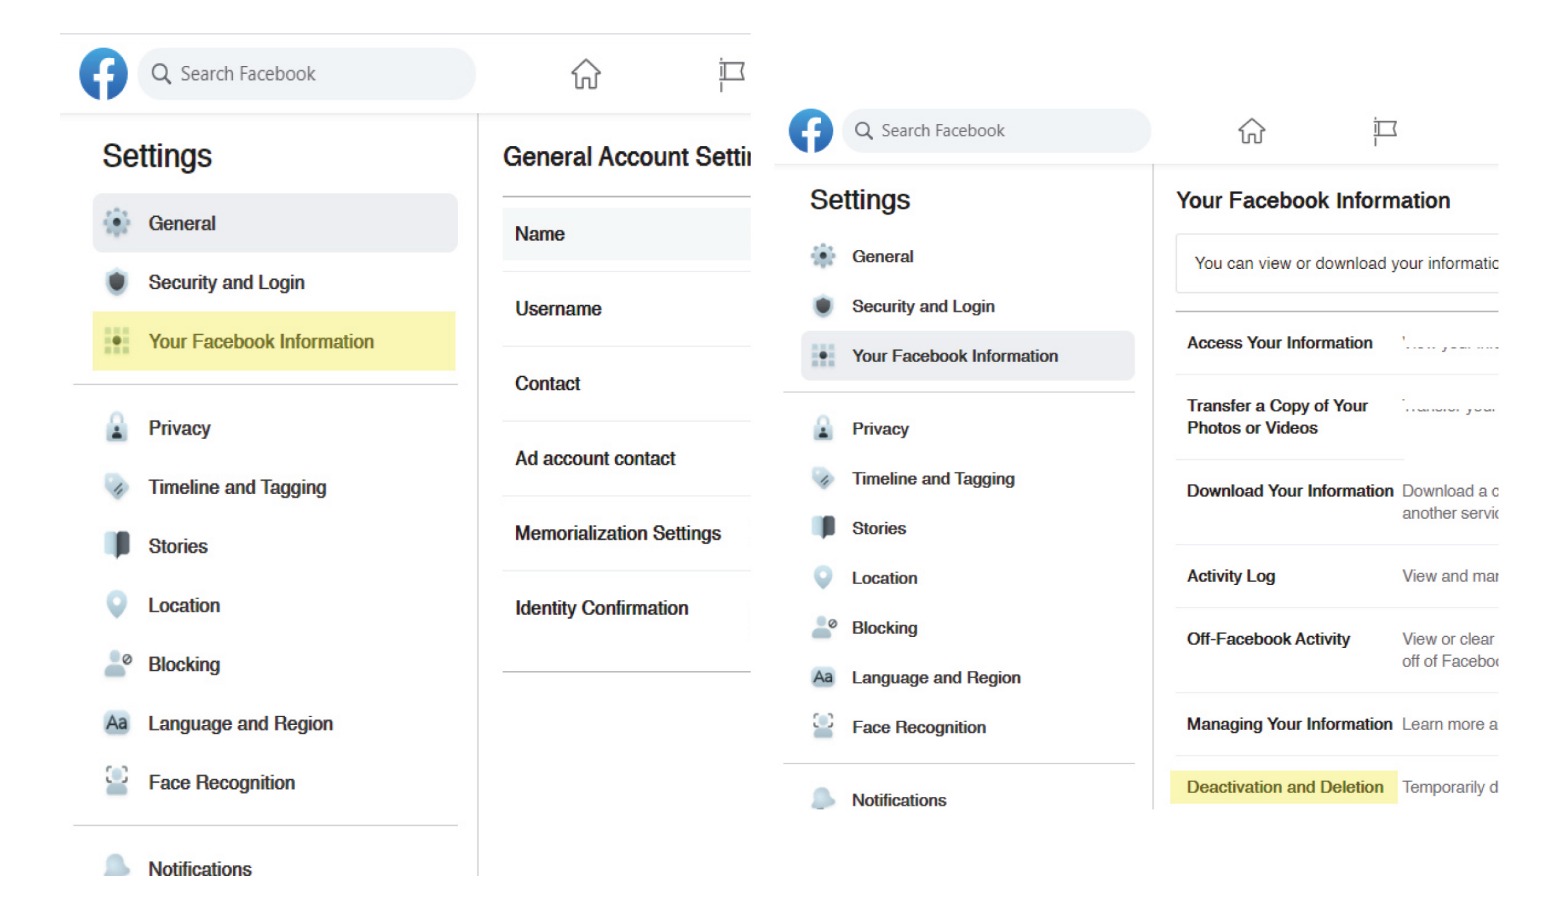 Search Facebook
Settings
General
Security and Login
Your Facebook Information
Privacy
Timeline and Tagging
Stories
Location
Blocking
Aa Language and Region
Face Recognition
Notifications
General Account Setti
Name
Username
Contact
Ad account contact
Memorialization Settings
Identity Confirmation
Search Facebook
Settings
General
Security and Login
Your Facebook Information
Privacy
Timeline and Tagging
Stories
Location
Blocking
Aa Language and Region
Face Recognition
Notifications
Your Facebook Information
You can view or download your informatic
Access Your Information
Transfer a Copy of Your
Photos or Videos
Download Your Information Download a c
another servic
Activity Log View and mar
Off-Facebook Activity View or clear
off of Faceboo
Managing Your Information Learn more a
Deactivation and Deletion Temporarily d